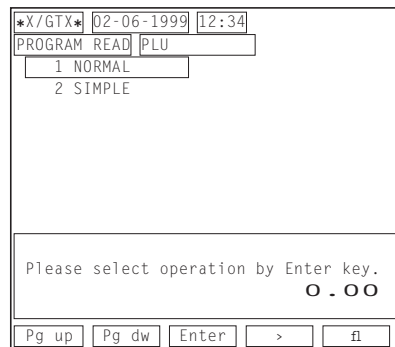 *X/GTX* 02-06-1999 12:34
PROGRAM READ PLU
1 NORMAL
2 SIMPLE
Please select operation by Enter key.
0.00
Pg up Pg dw Enter > fl